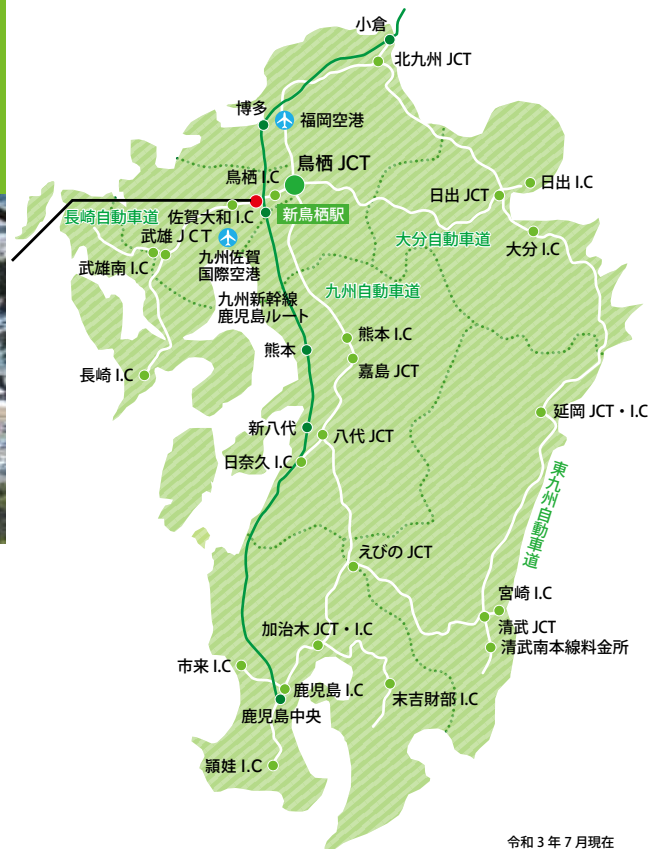 小倉
北九州 JCT
博多
福岡空港
鳥栖 JCT
鳥栖 I.C
日出 JCT
日出 I.C
長崎自動車道
佐賀大和 I.C
新鳥栖駅
武雄 J C T
大分自動車道
大分 I.C
武雄南 I.C
九州佐賀
国際空港
九州新幹線
鹿児島ルート
九州自動車道
熊本
熊本 I.C
嘉島 JCT
長崎 I.C
延岡 JCT・I.C
新八代
八代 JCT
日奈久 I.C
東九州自動車道
えびの JCT
宮崎 I.C
清武 JCT
清武南本線料金所
加治木 JCT・I.C
市来 I.C
鹿児島 I.C
末吉財部 I.C
鹿児島中央
頴娃 I.C
令和 3 年 7 月現在